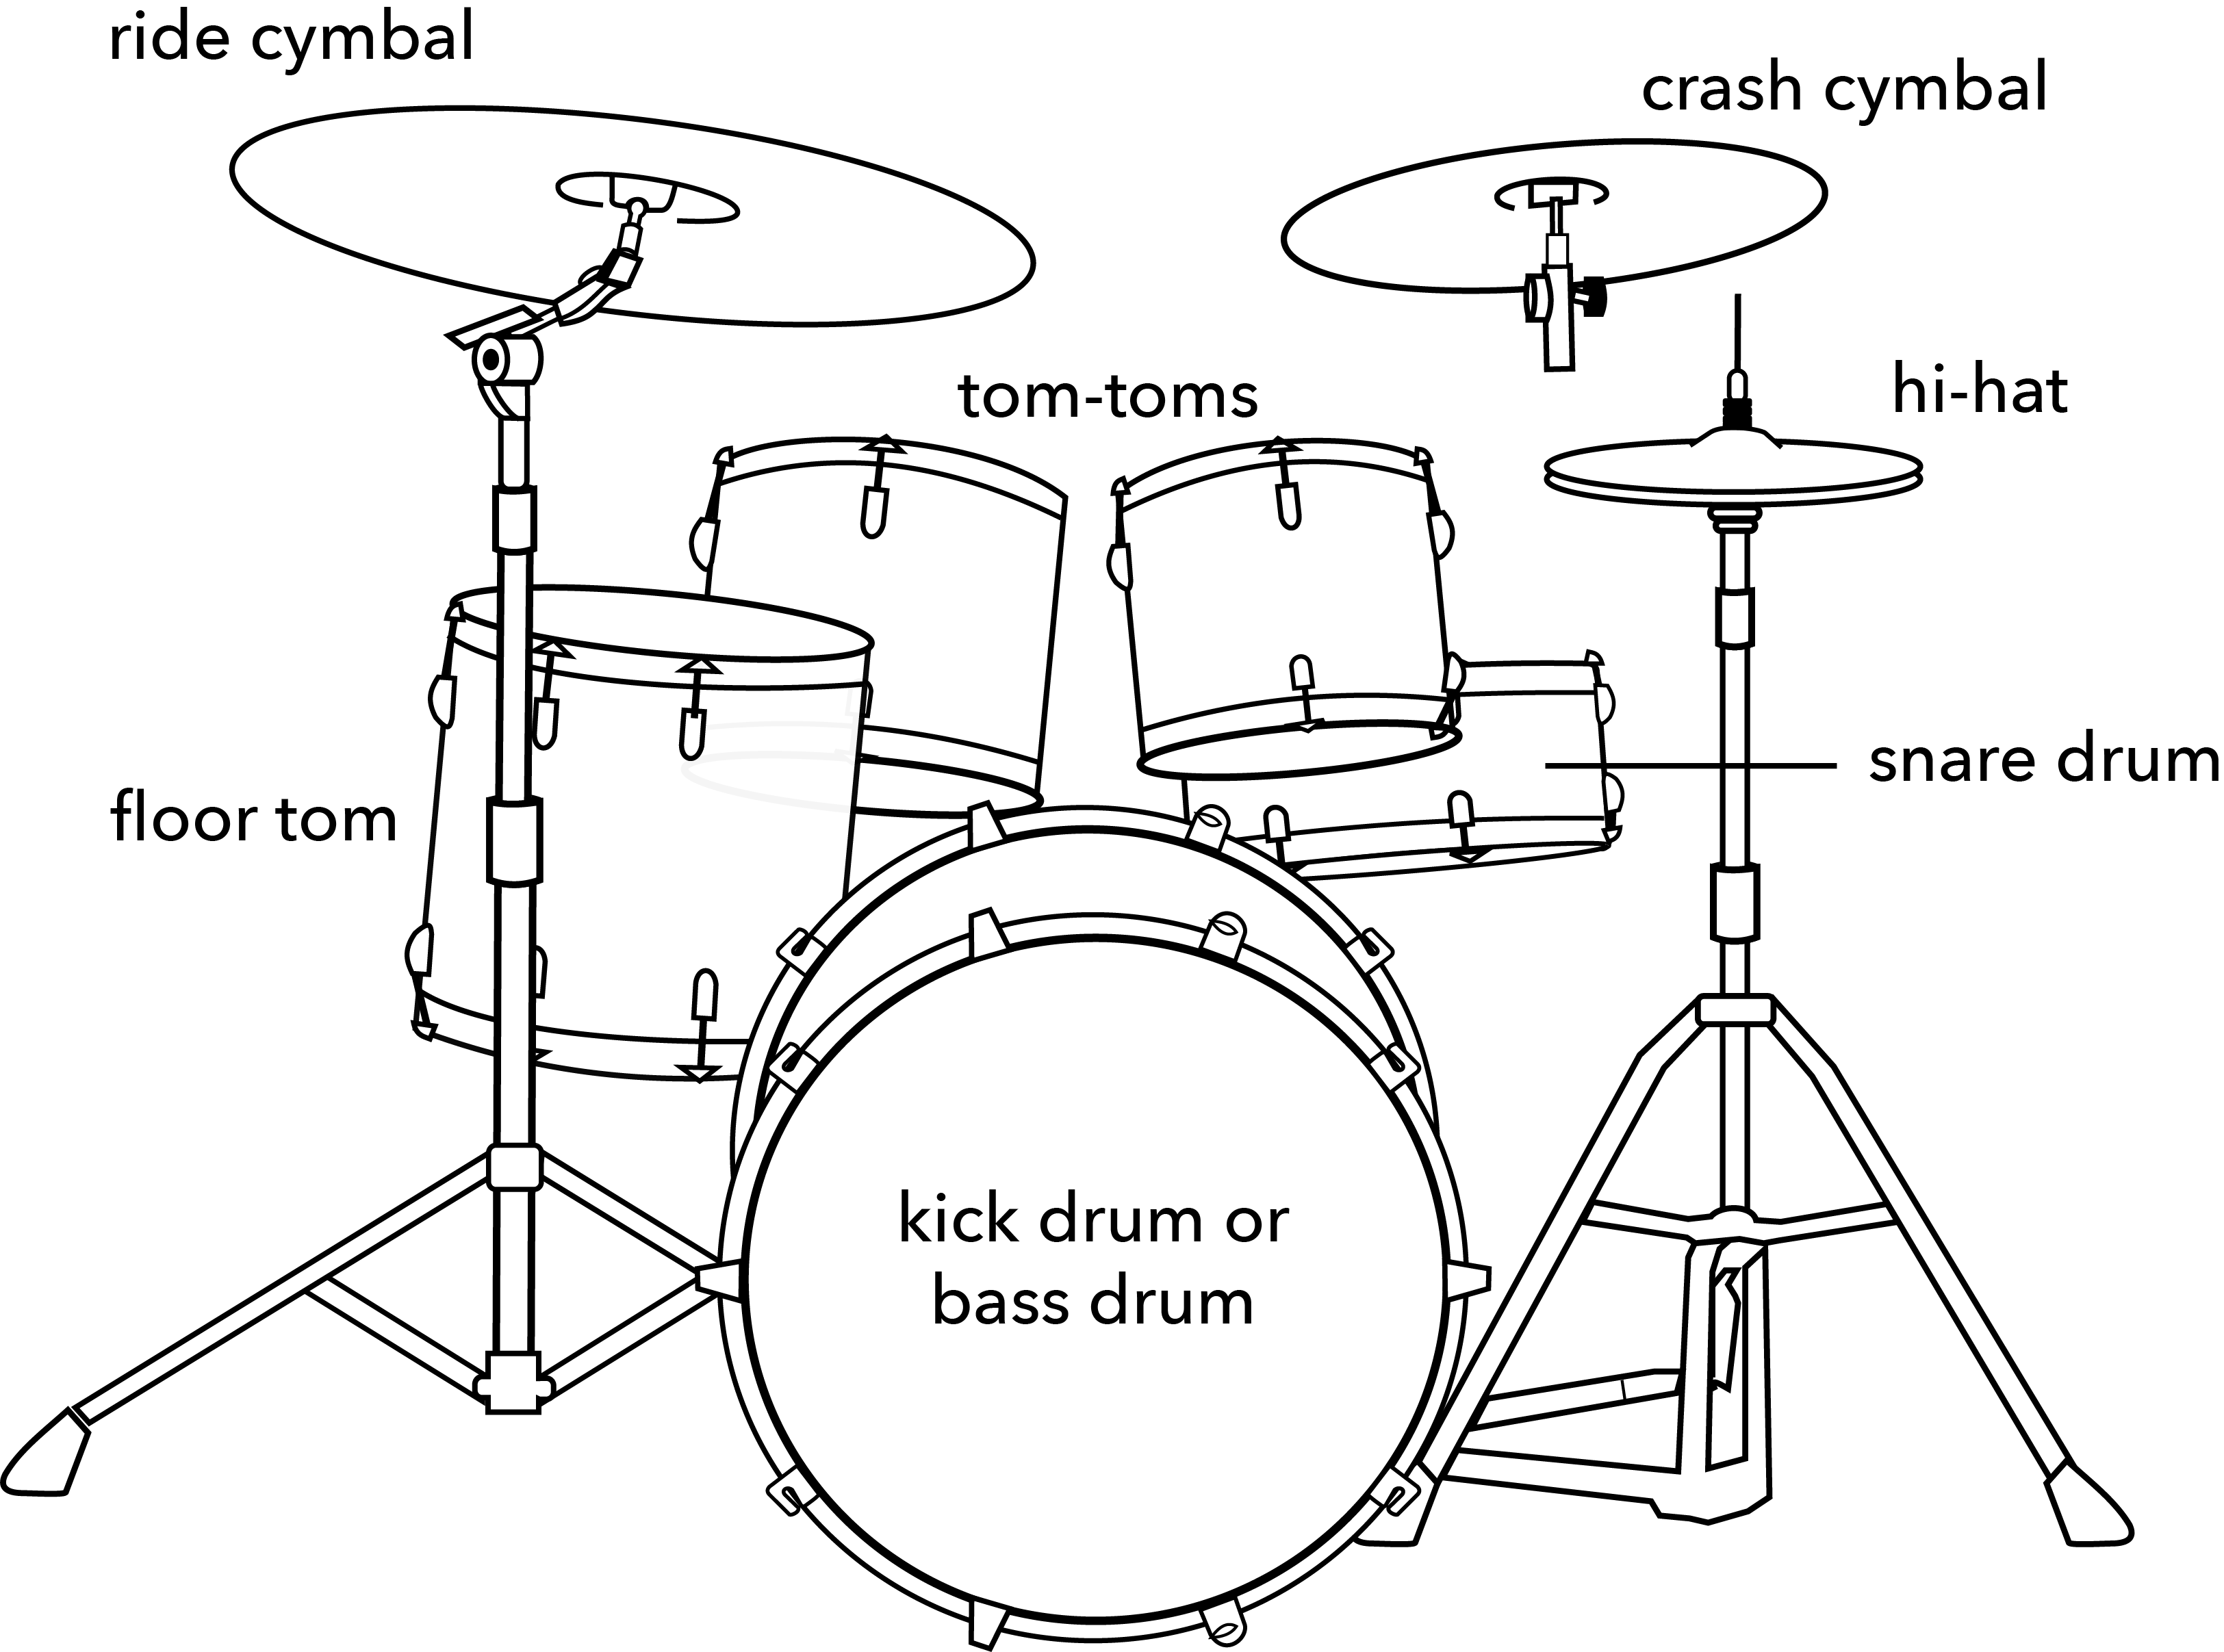 ride cymbal
crash cymbal
hi-hat
tom-toms
snare drum
floor tom
kick drum or
bass drum